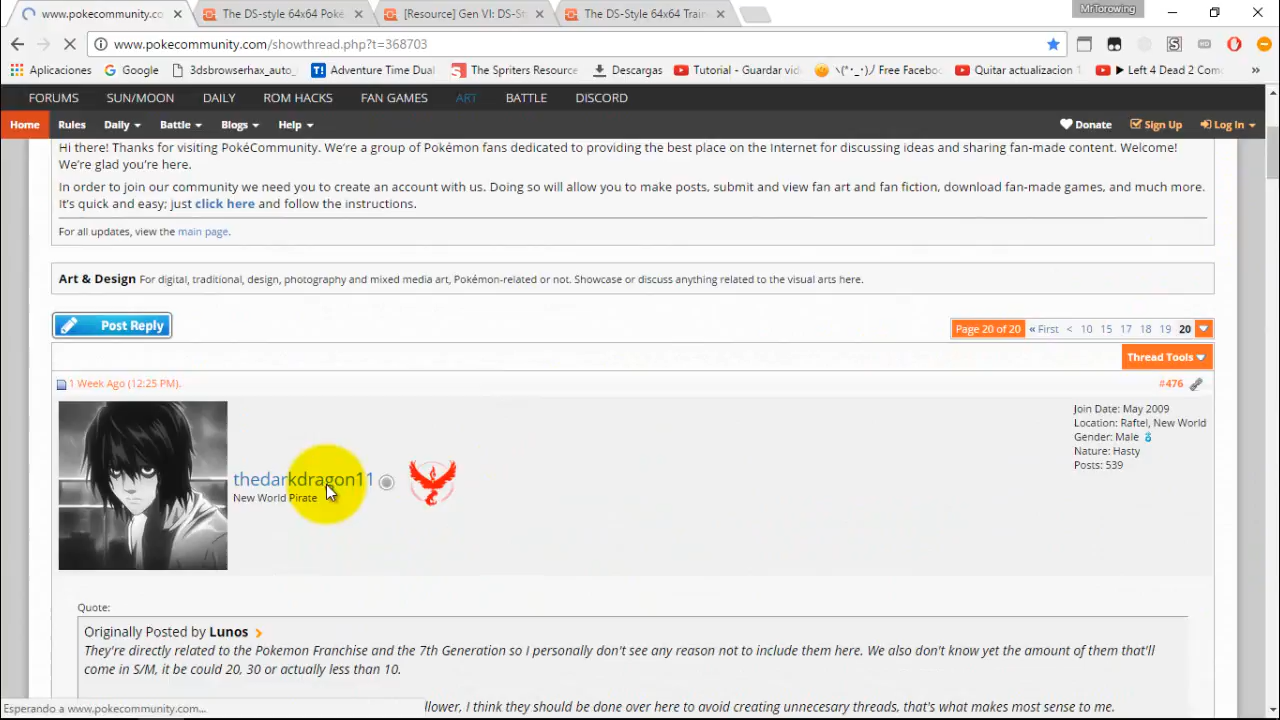 MrTorowing
www.pokecommunity.co...
The DS-style 64x64 Poké
[Resource] Gen VI: DS-St
The DS-Style 64x64 Train
www.pokecommunity.com/showthread.php?t=368703
Aplicaciones Google 3dsbrowserhax_auto_ Adventure Time Dual The Spriters Resource Descargas Tutorial - Guardar vid \(*･_･)/ Free Faceboo Quitar actualizacion 1 Left 4 Dead 2 Com »
FORUMS SUN/MOON DAILY ROM HACKS FAN GAMES ART BATTLE DISCORD
Home Rules Daily Battle Blogs Help Donate Sign Up Log In
Hi there! Thanks for visiting PokéCommunity. We're a group of Pokémon fans dedicated to providing the best place on the Internet for discussing ideas and sharing fan-made content. Welcome!
We're glad you're here.
In order to join our community we need you to create an account with us. Doing so will allow you to make posts, submit and view fan art and fan fiction, download fan-made games, and much more.
It's quick and easy; just click here and follow the instructions.
For all updates, view the main page.
Art & Design For digital, traditional, design, photography and mixed media art, Pokémon-related or not. Showcase or discuss anything related to the visual arts here.
Post Reply
Page 20 of 20 « First < 10 15 17 18 19 20
Thread Tools
1 Week Ago (12:25 PM).
#476
Join Date: May 2009
Location: Raftel, New World
Gender: Male
Nature: Hasty
Posts: 539
thedarkdragon11
New World Pirate
Quote:
Originally Posted by Lunos
They're directly related to the Pokemon Franchise and the 7th Generation so I personally don't see any reason not to include them here. We also don't know yet the amount of them that'll
come in S/M, it be could 20, 30 or actually less than 10.
llower, I think they should be done over here to avoid creating unnecesary threads, that's what makes most sense to me.
Esperando a www.pokecommunity.com...